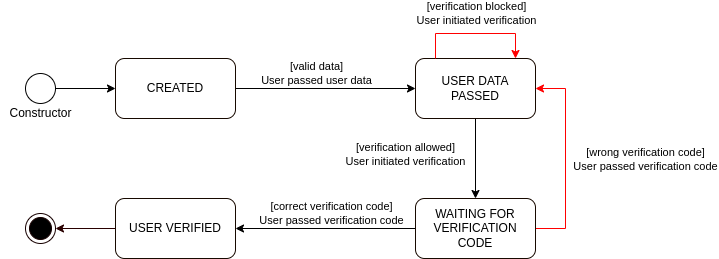 [verification blocked]
User initiated verification
[valid data]
User passed user data
CREATED
USER DATA
PASSED
Constructor
[verification allowed]
User initiated verification
[wrong verification code]
User passed verification code
[correct verification code]
User passed verification code
USER VERIFIED
WAITING FOR
VERIFICATION
CODE